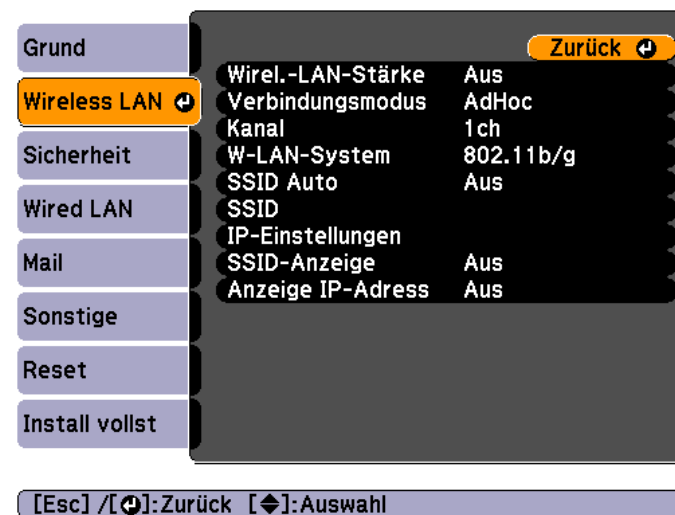 Grund
Wireless LAN
Sicherheit
Wired LAN
Mail
Sonstige
Reset
Install vollst
Zurück
Wirel.-LAN-Stärke Aus
Verbindungsmodus AdHoc
Kanal 1ch
W-LAN-System 802.11b/g
SSID Auto Aus
SSID
IP-Einstellungen
SSID-Anzeige Aus
Anzeige IP-Adress Aus
[Esc] /[⏎]:Zurück [◆]:Auswahl